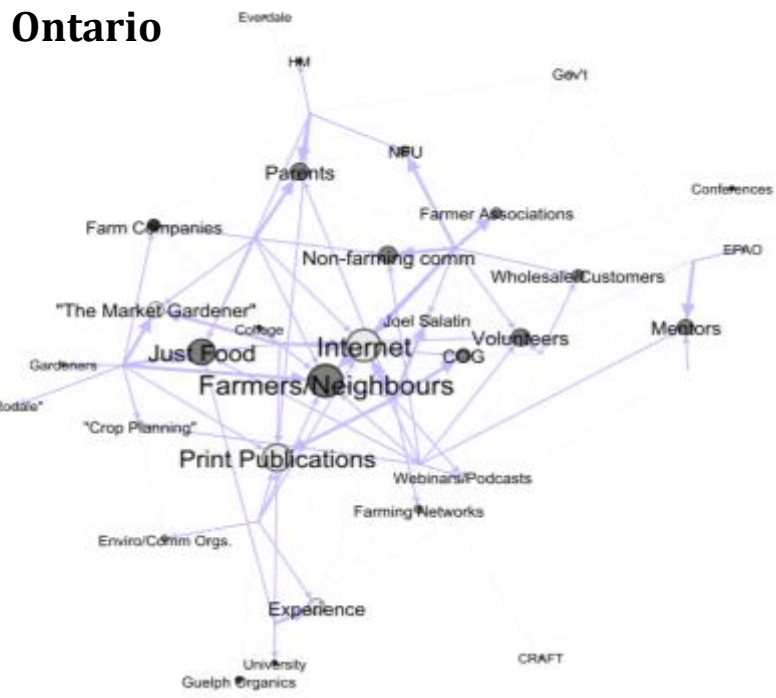 Ontario
Everdale
HM
Gov't
NFU
Parents
Conferences
Farmer Associations
Farm Companies
EPAO
Non-farming comm
Wholesale/Customers
"The Market Gardener"
Joel Salatin
College
Mentors
Volunteers
Internet
Just Food
COG
Gardeners
Farmers/Neighbours
Rodale"
"Crop Planning"
Print Publications
Webinars/Podcasts
Farming Networks
Enviro/Comm Orgs.
Experience
CRAFT
University
Guelph Organics